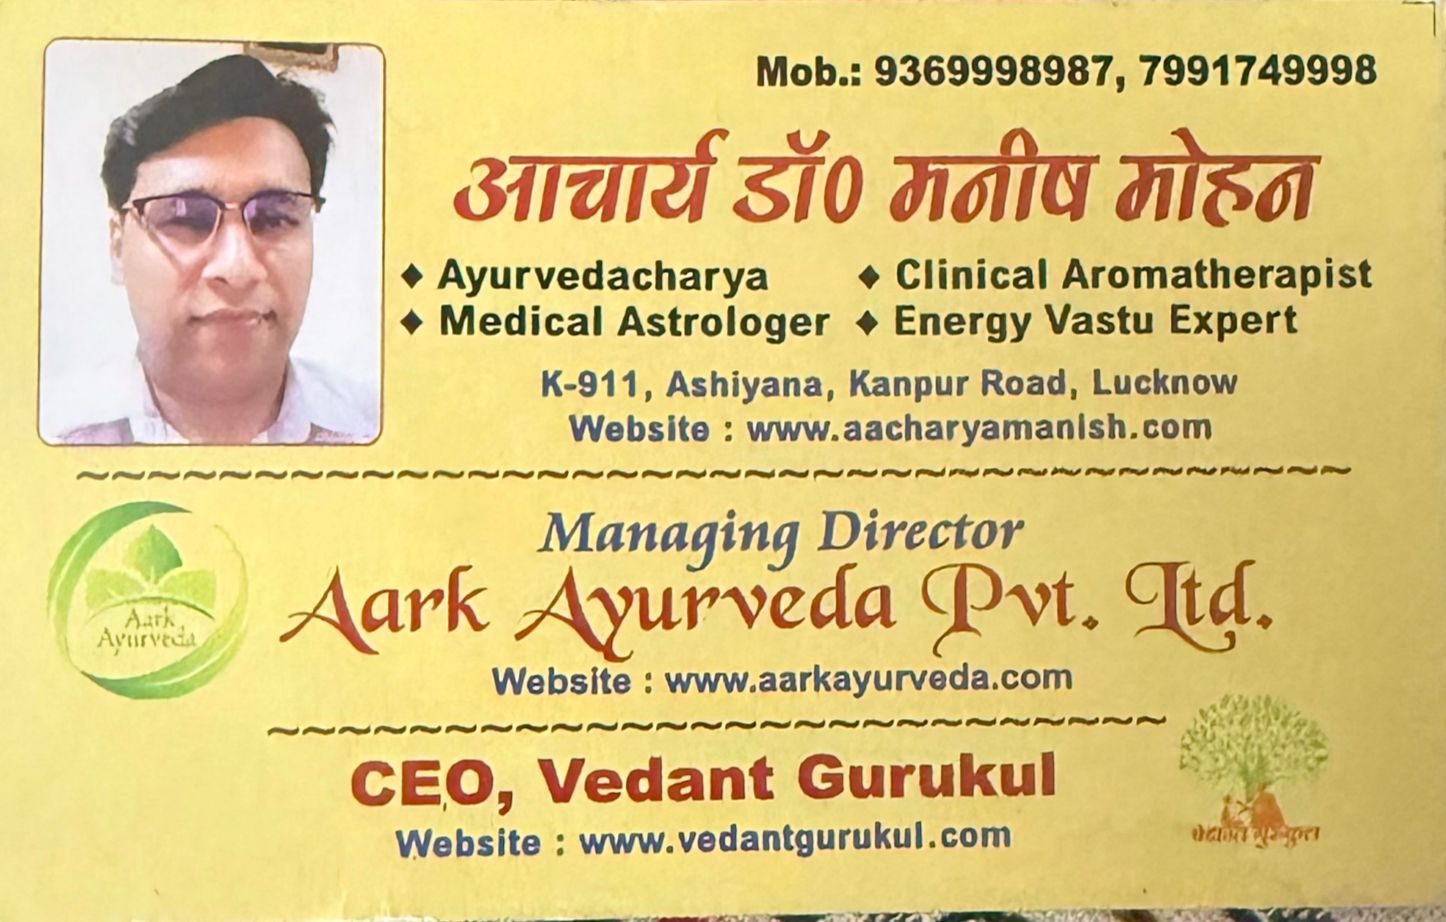 Mob.: 9369998987, 7991749998
आचार्य डॉ० मनीष मोहन
♦ Ayurvedacharya ♦ Clinical Aromatherapist
♦ Medical Astrologer ♦ Energy Vastu Expert
K-911, Ashiyana, Kanpur Road, Lucknow
Website : www.aacharyamanish.com
Managing Director
Aark Ayurveda Pvt. Ltd.
Aark
Ayurveda
Website : www.aarkayurveda.com
CEO, Vedant Gurukul
Website : www.vedantgurukul.com
वेदान्त गुरुकुल